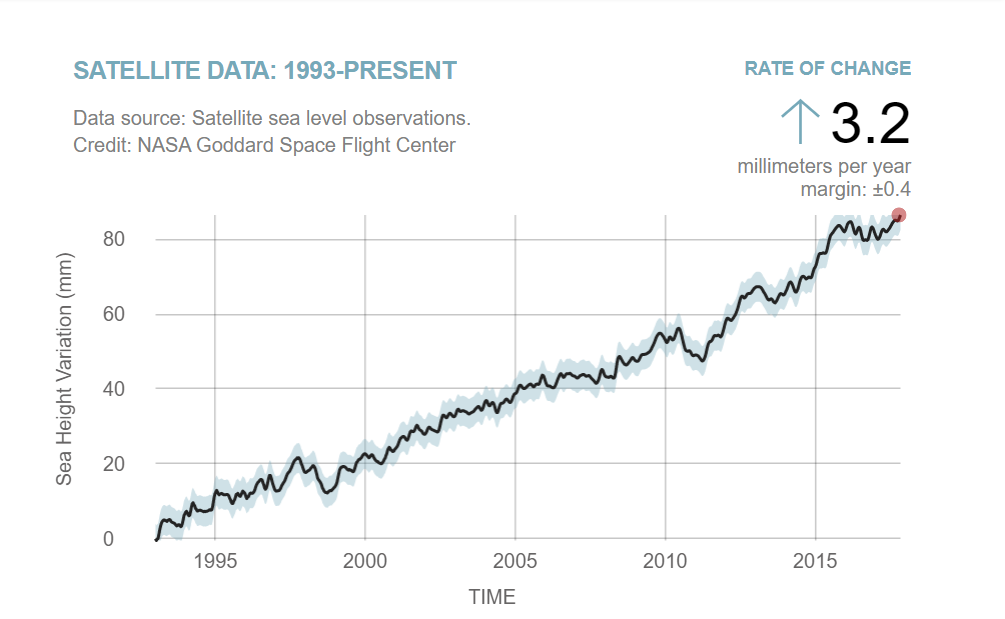 SATELLITE DATA: 1993-PRESENT
Data source: Satellite sea level observations.
Credit: NASA Goddard Space Flight Center
RATE OF CHANGE
↑ 3.2
millimeters per year
margin: ±0.4
Sea Height Variation (mm)
80
60
40
20
0
1995 2000 2005 2010 2015
TIME